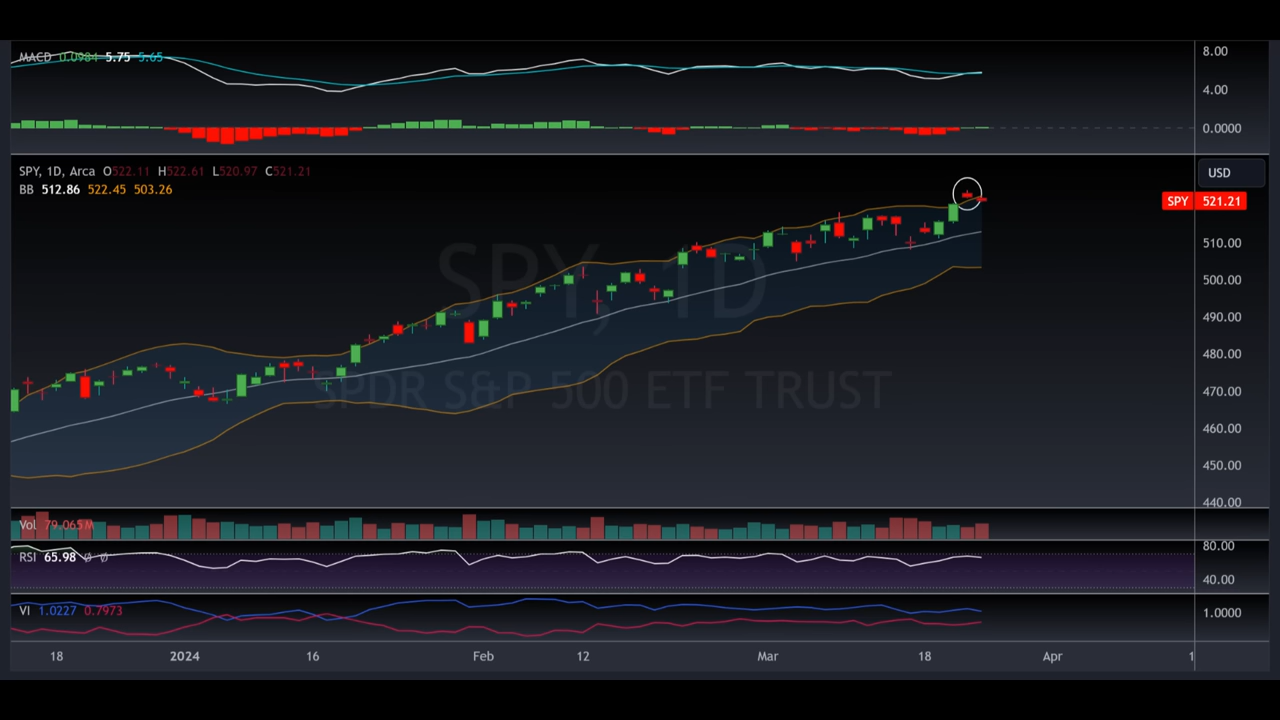 MACD 0.0984 5.75 5.65
8.00
4.00
0.0000
SPY, 1D, Arca O522.11 H522.61 L520.97 C521.21
BB 512.86 522.45 503.26
USD
SPY 521.21
510.00
500.00
490.00
480.00
470.00
460.00
450.00
440.00
SPY, 1D
SPDR S&P 500 ETF TRUST
Vol 79.065M
RSI 65.98 Ø Ø
80.00
40.00
VI 1.0227 0.7973
1.0000
18 2024 16 Feb 12 Mar 18 Apr 1